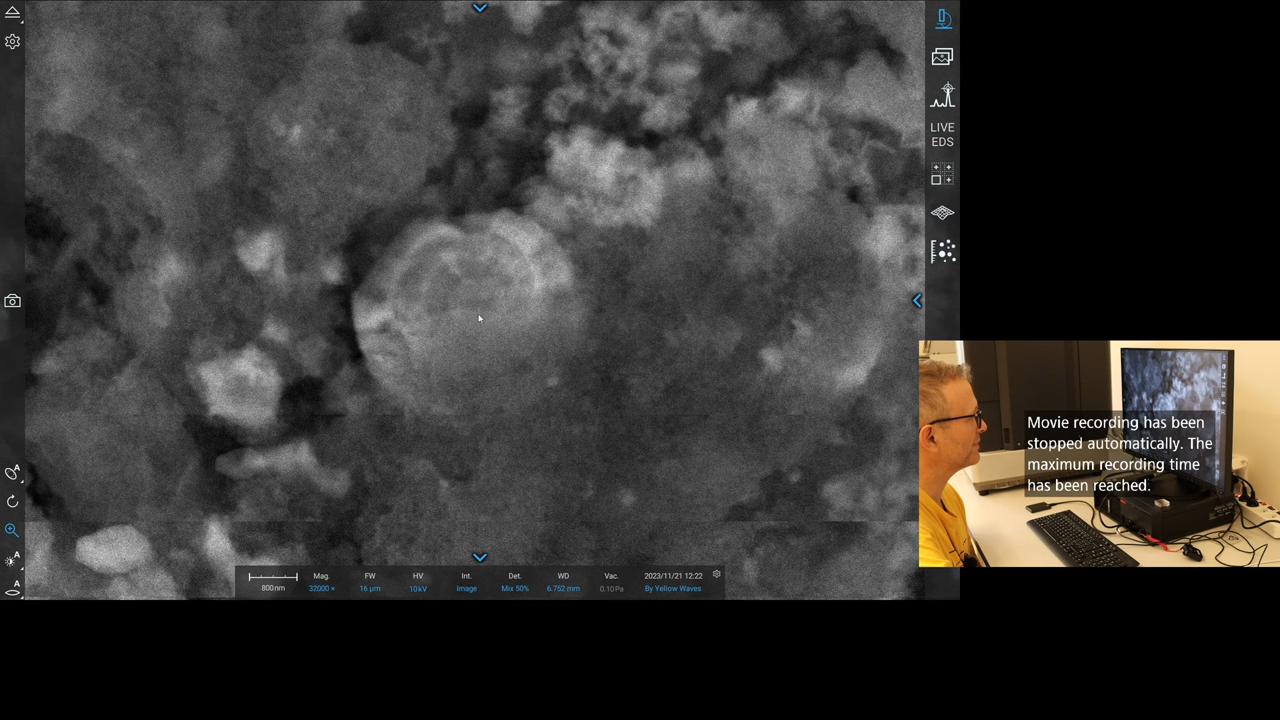 LIVE
EDS
Movie recording has been
stopped automatically. The
maximum recording time
has been reached.
Mag. FW HV Int. Det. WD Vac. 2023/11/21 12:22
800nm 32000 × 16 µm 10 kV Image Mix 50% 6.752 mm 0.10 Pa By Yellow Waves
A
A
A